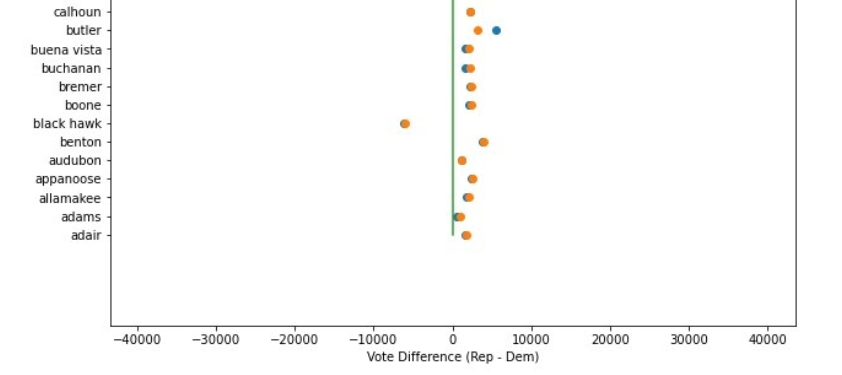 calhoun
butler
buena vista
buchanan
bremer
boone
black hawk
benton
audubon
appanoose
allamakee
adams
adair
−40000 −30000 −20000 −10000 0 10000 20000 30000 40000
Vote Difference (Rep - Dem)